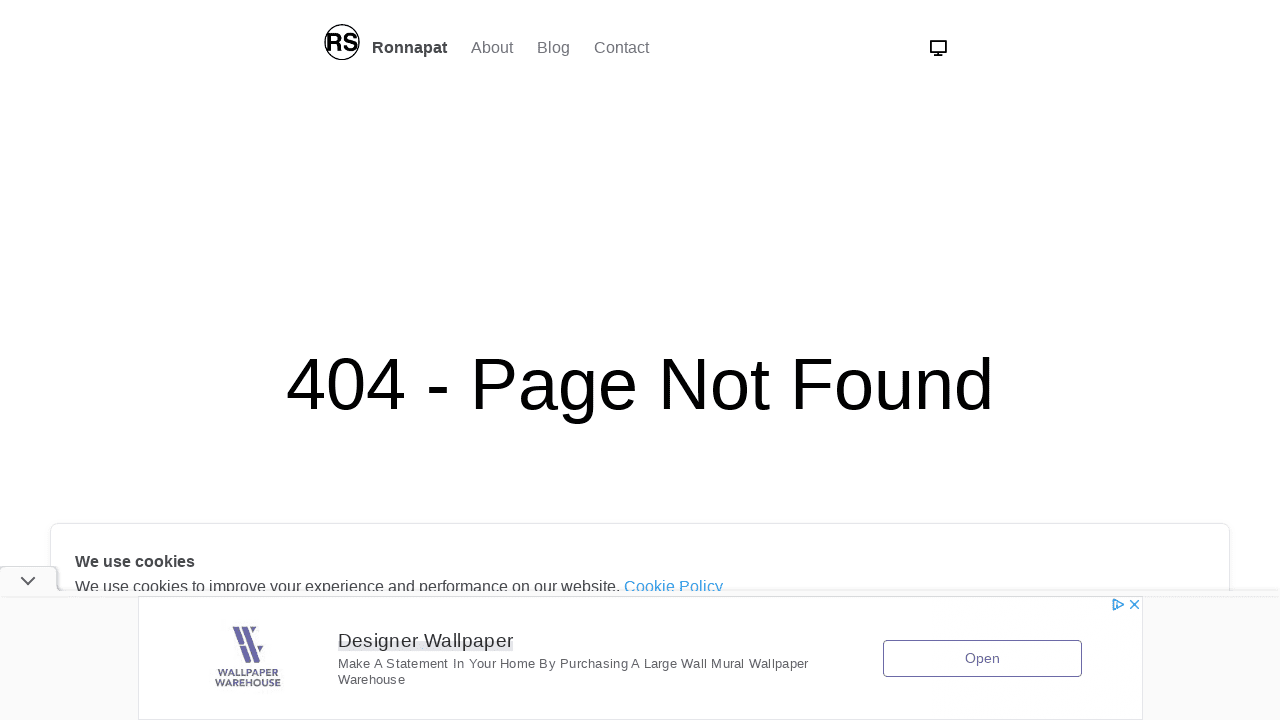 RS Ronnapat About Blog Contact
404 - Page Not Found
We use cookies
We use cookies to improve your experience and performance on our website. Cookie Policy
Designer Wallpaper
Make A Statement In Your Home By Purchasing A Large Wall Mural Wallpaper
Warehouse
WALLPAPER
WAREHOUSE
Open